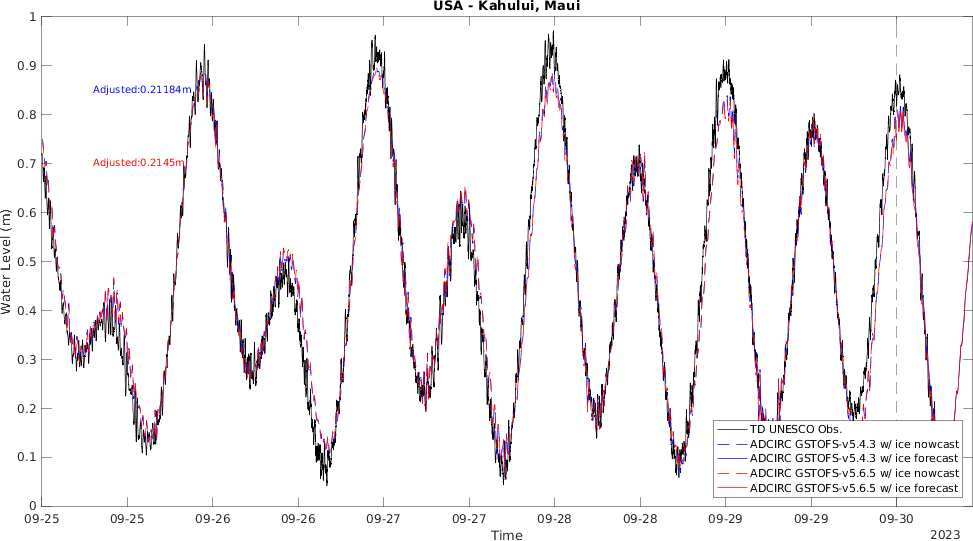 USA - Kahului, Maui
1
0.9
0.8
0.7
0.6
0.5
0.4
0.3
0.2
0.1
0
Water Level (m)
Adjusted:0.21184m
Adjusted:0.2145m
TD UNESCO Obs.
ADCIRC GSTOFS-v5.4.3 w/ ice nowcast
ADCIRC GSTOFS-v5.4.3 w/ ice forecast
ADCIRC GSTOFS-v5.6.5 w/ ice nowcast
ADCIRC GSTOFS-v5.6.5 w/ ice forecast
09-25 09-25 09-26 09-26 09-27 09-27 09-28 09-28 09-29 09-29 09-30
Time
2023